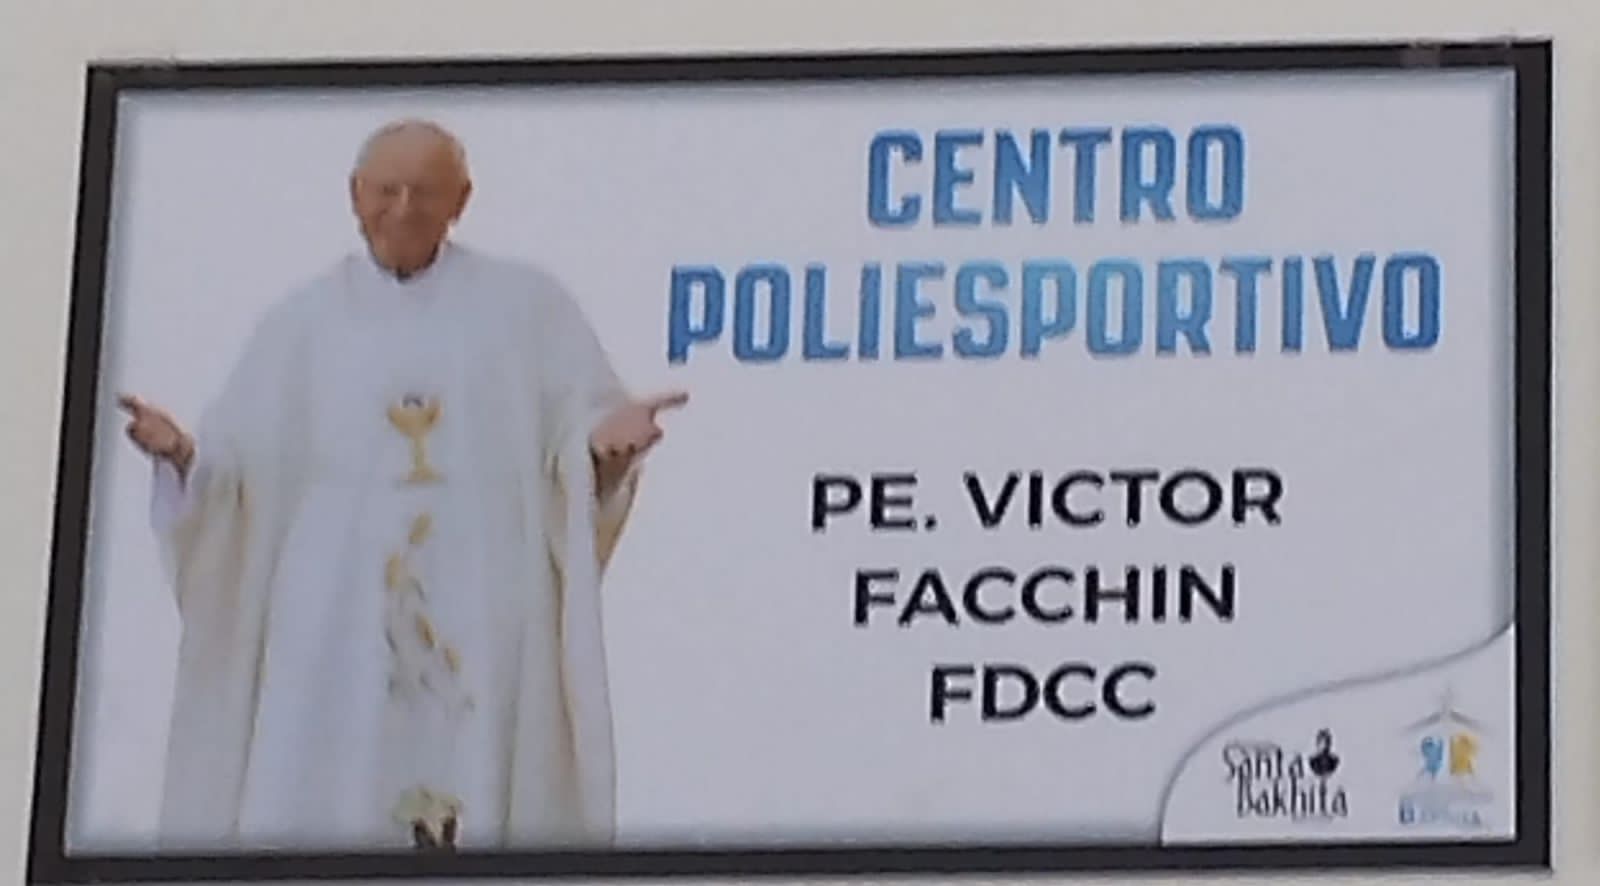 CENTRO
POLIESPORTIVO
PE. VICTOR
FACCHIN
FDCC
Santa
Bakhita